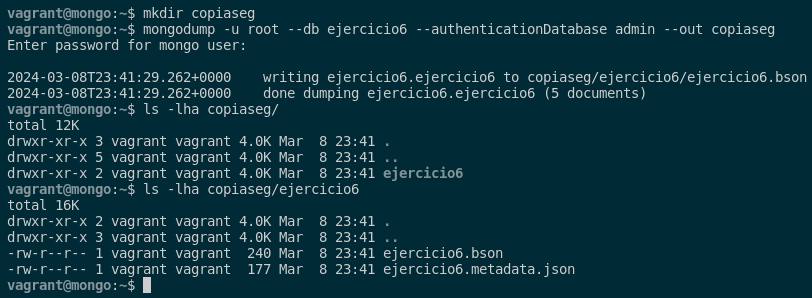 vagrant@mongo:~$ mkdir copiaseg
vagrant@mongo:~$ mongodump -u root --db ejercicio6 --authenticationDatabase admin --out copiaseg
Enter password for mongo user:

2024-03-08T23:41:29.262+0000    writing ejercicio6.ejercicio6 to copiaseg/ejercicio6/ejercicio6.bson
2024-03-08T23:41:29.262+0000    done dumping ejercicio6.ejercicio6 (5 documents)
vagrant@mongo:~$ ls -lha copiaseg/
total 12K
drwxr-xr-x 3 vagrant vagrant 4.0K Mar  8 23:41 .
drwxr-xr-x 5 vagrant vagrant 4.0K Mar  8 23:41 ..
drwxr-xr-x 2 vagrant vagrant 4.0K Mar  8 23:41 ejercicio6
vagrant@mongo:~$ ls -lha copiaseg/ejercicio6
total 16K
drwxr-xr-x 2 vagrant vagrant 4.0K Mar  8 23:41 .
drwxr-xr-x 3 vagrant vagrant 4.0K Mar  8 23:41 ..
-rw-r--r-- 1 vagrant vagrant  240 Mar  8 23:41 ejercicio6.bson
-rw-r--r-- 1 vagrant vagrant  177 Mar  8 23:41 ejercicio6.metadata.json
vagrant@mongo:~$